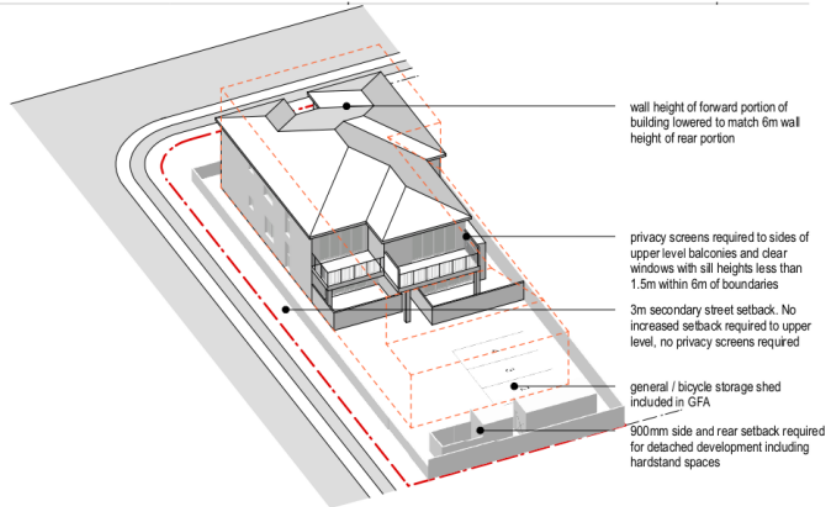 wall height of forward portion of
building lowered to match 6m wall
height of rear portion
privacy screens required to sides of
upper level balconies and clear
windows with sill heights less than
1.5m within 6m of boundaries
3m secondary street setback. No
increased setback required to upper
level, no privacy screens required
general / bicycle storage shed
included in GFA
900mm side and rear setback required
for detached development including
hardstand spaces